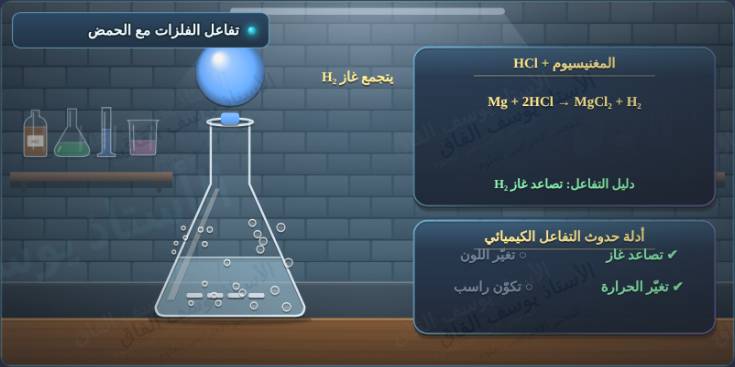 تفاعل الفلزات مع الحمض
يتجمع غاز H₂
المغنيسيوم + HCl
Mg + 2HCl → MgCl₂ + H₂
دليل التفاعل: تصاعد غاز H₂
أدلة حدوث التفاعل الكيميائي
✔ تصاعد غاز ○ تغيّر اللون
✔ تغيّر الحرارة ○ تكوّن راسب